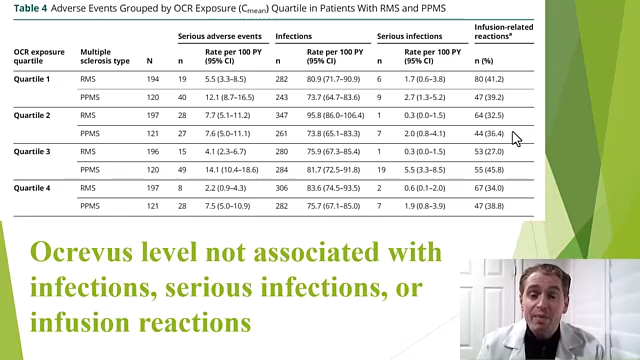 Table 4 Adverse Events Grouped by OCR Exposure (Cmean) Quartile in Patients With RMS and PPMS
Serious adverse events Infections Serious infections Infusion-related reactionsᵃ
OCR exposure quartile Multiple sclerosis type N n Rate per 100 PY (95% CI) n Rate per 100 PY (95% CI) n Rate per 100 PY (95% CI) n (%)
Quartile 1 RMS 194 19 5.5 (3.3–8.5) 282 80.9 (71.7–90.9) 6 1.7 (0.6–3.8) 80 (41.2)
PPMS 120 40 12.1 (8.7–16.5) 243 73.7 (64.7–83.6) 9 2.7 (1.3–5.2) 47 (39.2)
Quartile 2 RMS 197 28 7.7 (5.1–11.2) 347 95.8 (86.0–106.4) 1 0.3 (0.0–1.5) 64 (32.5)
PPMS 121 27 7.6 (5.0–11.1) 261 73.8 (65.1–83.3) 7 2.0 (0.8–4.1) 44 (36.4)
Quartile 3 RMS 196 15 4.1 (2.3–6.7) 280 75.9 (67.3–85.4) 1 0.3 (0.0–1.5) 53 (27.0)
PPMS 120 49 14.1 (10.4–18.6) 284 81.7 (72.5–91.8) 19 5.5 (3.3–8.5) 55 (45.8)
Quartile 4 RMS 197 8 2.2 (0.9–4.3) 306 83.6 (74.5–93.5) 2 0.6 (0.1–2.0) 67 (34.0)
PPMS 121 28 7.5 (5.0–10.9) 282 75.7 (67.1–85.0) 7 1.9 (0.8–3.9) 47 (38.8)
Ocrevus level not associated with
infections, serious infections, or
infusion reactions